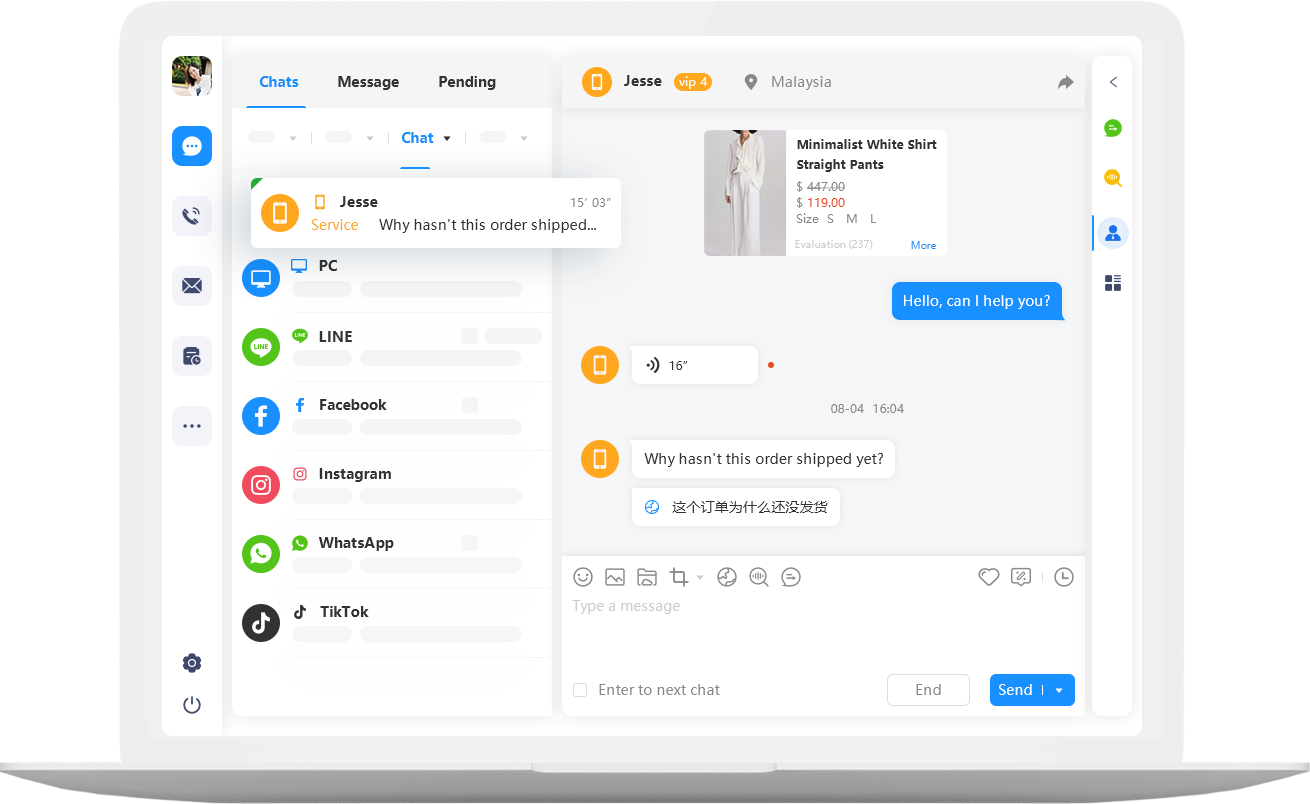 Chats Message Pending
Chat
Jesse 15' 03"
Service Why hasn't this order shipped...
PC
LINE
LINE
LINE
Facebook
Instagram
WhatsApp
TikTok
Jesse vip 4 Malaysia
Minimalist White Shirt
Straight Pants
$ 447.00
$ 119.00
Size S M L
Evaluation (237) More
Hello, can I help you?
16"
08-04 16:04
Why hasn't this order shipped yet?
这个订单为什么还没发货
Type a message
Enter to next chat End Send